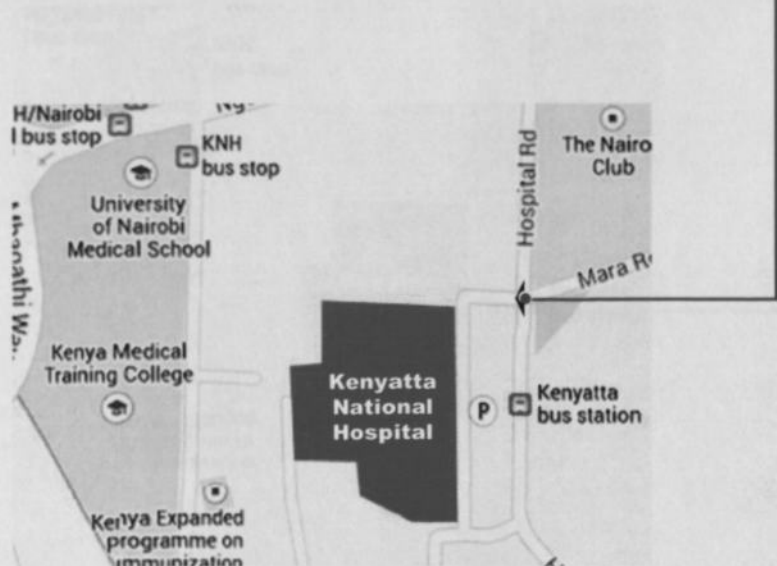 H/Nairobi
l bus stop
KNH
bus stop
University
of Nairobi
Medical School
Hospital Rd
The Nairo
Club
Mara R
Kenya Medical
Training College
Kenyatta
National
Hospital
P
Kenyatta
bus station
Kenya Expanded
programme on
immunization